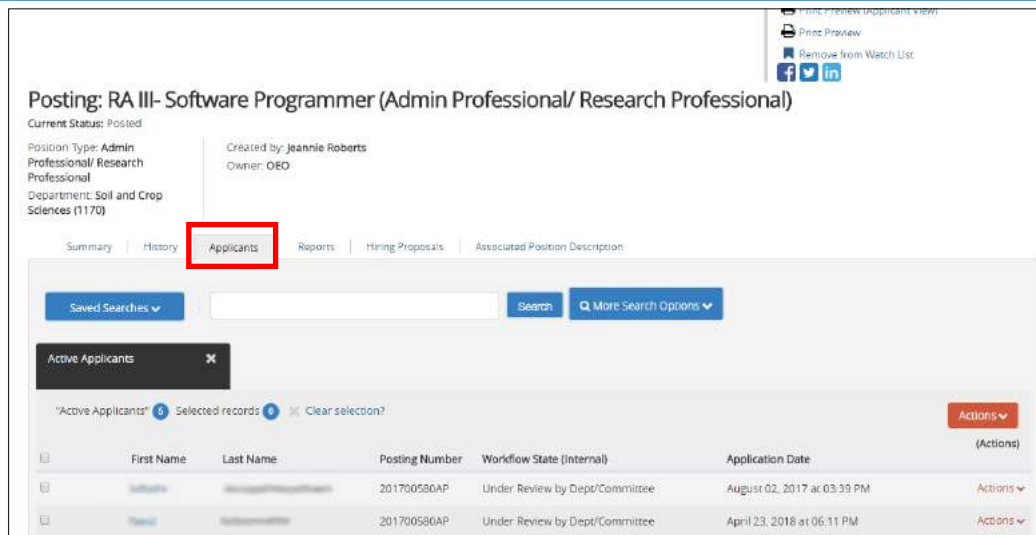 Print Preview (Applicant View)
Print Preview
Remove from Watch List
Posting: RA III- Software Programmer (Admin Professional/ Research Professional)
Current Status: Posted
Position Type: Admin
Professional/ Research
Professional
Department: Soil and Crop
Sciences (1170)
Created by: Jeannie Roberts
Owner: OEO
Summary History Applicants Reports Hiring Proposals Associated Position Description
Saved Searches Search More Search Options
Active Applicants
"Active Applicants" Selected records 0 Clear selection?
Actions
(Actions)
First Name Last Name Posting Number Workflow State (Internal) Application Date
201700580AP Under Review by Dept/Committee August 02, 2017 at 03:39 PM Actions
201700580AP Under Review by Dept/Committee April 23, 2018 at 06:11 PM Actions